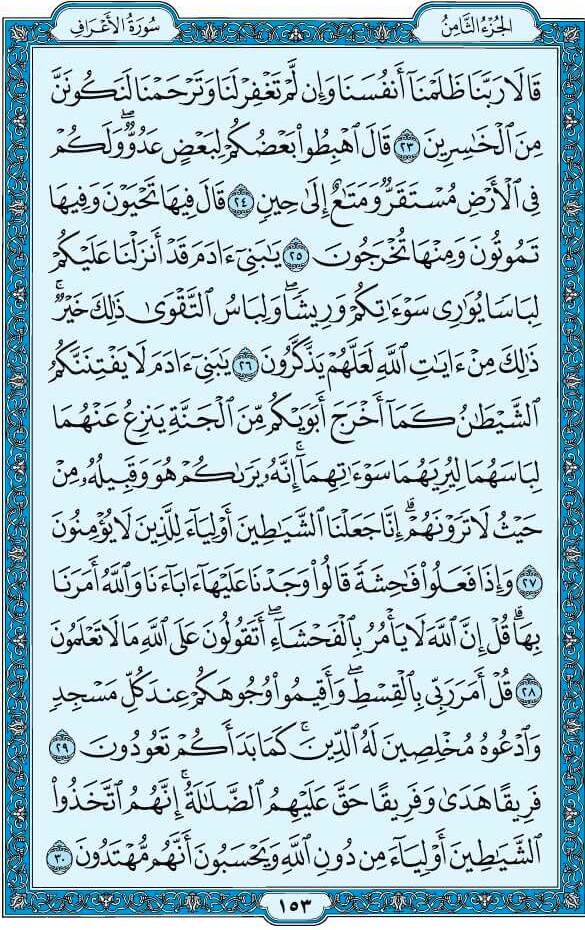 الجُزْءُ الثَّامِنُ
سُورَةُ الأَعْرَافِ
قَالَا رَبَّنَا ظَلَمْنَآ أَنفُسَنَا وَإِن لَّمْ تَغْفِرْ لَنَا وَتَرْحَمْنَا لَنَكُونَنَّ
مِنَ ٱلْخَٰسِرِينَ ٢٣ قَالَ ٱهْبِطُوا۟ بَعْضُكُمْ لِبَعْضٍ عَدُوٌّ ۖ وَلَكُمْ
فِى ٱلْأَرْضِ مُسْتَقَرٌّ وَمَتَٰعٌ إِلَىٰ حِينٍ ٢٤ قَالَ فِيهَا تَحْيَوْنَ وَفِيهَا
تَمُوتُونَ وَمِنْهَا تُخْرَجُونَ ٢٥ يَٰبَنِىٓ ءَادَمَ قَدْ أَنزَلْنَا عَلَيْكُمْ
لِبَاسًا يُوَٰرِى سَوْءَٰتِكُمْ وَرِيشًا ۖ وَلِبَاسُ ٱلتَّقْوَىٰ ذَٰلِكَ خَيْرٌ ۚ
ذَٰلِكَ مِنْ ءَايَٰتِ ٱللَّهِ لَعَلَّهُمْ يَذَّكَّرُونَ ٢٦ يَٰبَنِىٓ ءَادَمَ لَا يَفْتِنَنَّكُمُ
ٱلشَّيْطَٰنُ كَمَآ أَخْرَجَ أَبَوَيْكُم مِّنَ ٱلْجَنَّةِ يَنزِعُ عَنْهُمَا
لِبَاسَهُمَا لِيُرِيَهُمَا سَوْءَٰتِهِمَآ ۗ إِنَّهُۥ يَرَىٰكُمْ هُوَ وَقَبِيلُهُۥ مِنْ
حَيْثُ لَا تَرَوْنَهُمْ ۗ إِنَّا جَعَلْنَا ٱلشَّيَٰطِينَ أَوْلِيَآءَ لِلَّذِينَ لَا يُؤْمِنُونَ
٢٧ وَإِذَا فَعَلُوا۟ فَٰحِشَةً قَالُوا۟ وَجَدْنَا عَلَيْهَآ ءَابَآءَنَا وَٱللَّهُ أَمَرَنَا
بِهَا ۗ قُلْ إِنَّ ٱللَّهَ لَا يَأْمُرُ بِٱلْفَحْشَآءِ ۖ أَتَقُولُونَ عَلَى ٱللَّهِ مَا لَا تَعْلَمُونَ
٢٨ قُلْ أَمَرَ رَبِّى بِٱلْقِسْطِ ۖ وَأَقِيمُوا۟ وُجُوهَكُمْ عِندَ كُلِّ مَسْجِدٍ
وَٱدْعُوهُ مُخْلِصِينَ لَهُ ٱلدِّينَ ۚ كَمَا بَدَأَكُمْ تَعُودُونَ ٢٩
فَرِيقًا هَدَىٰ وَفَرِيقًا حَقَّ عَلَيْهِمُ ٱلضَّلَٰلَةُ ۗ إِنَّهُمُ ٱتَّخَذُوا۟
ٱلشَّيَٰطِينَ أَوْلِيَآءَ مِن دُونِ ٱللَّهِ وَيَحْسَبُونَ أَنَّهُم مُّهْتَدُونَ ٣٠
١٥٣